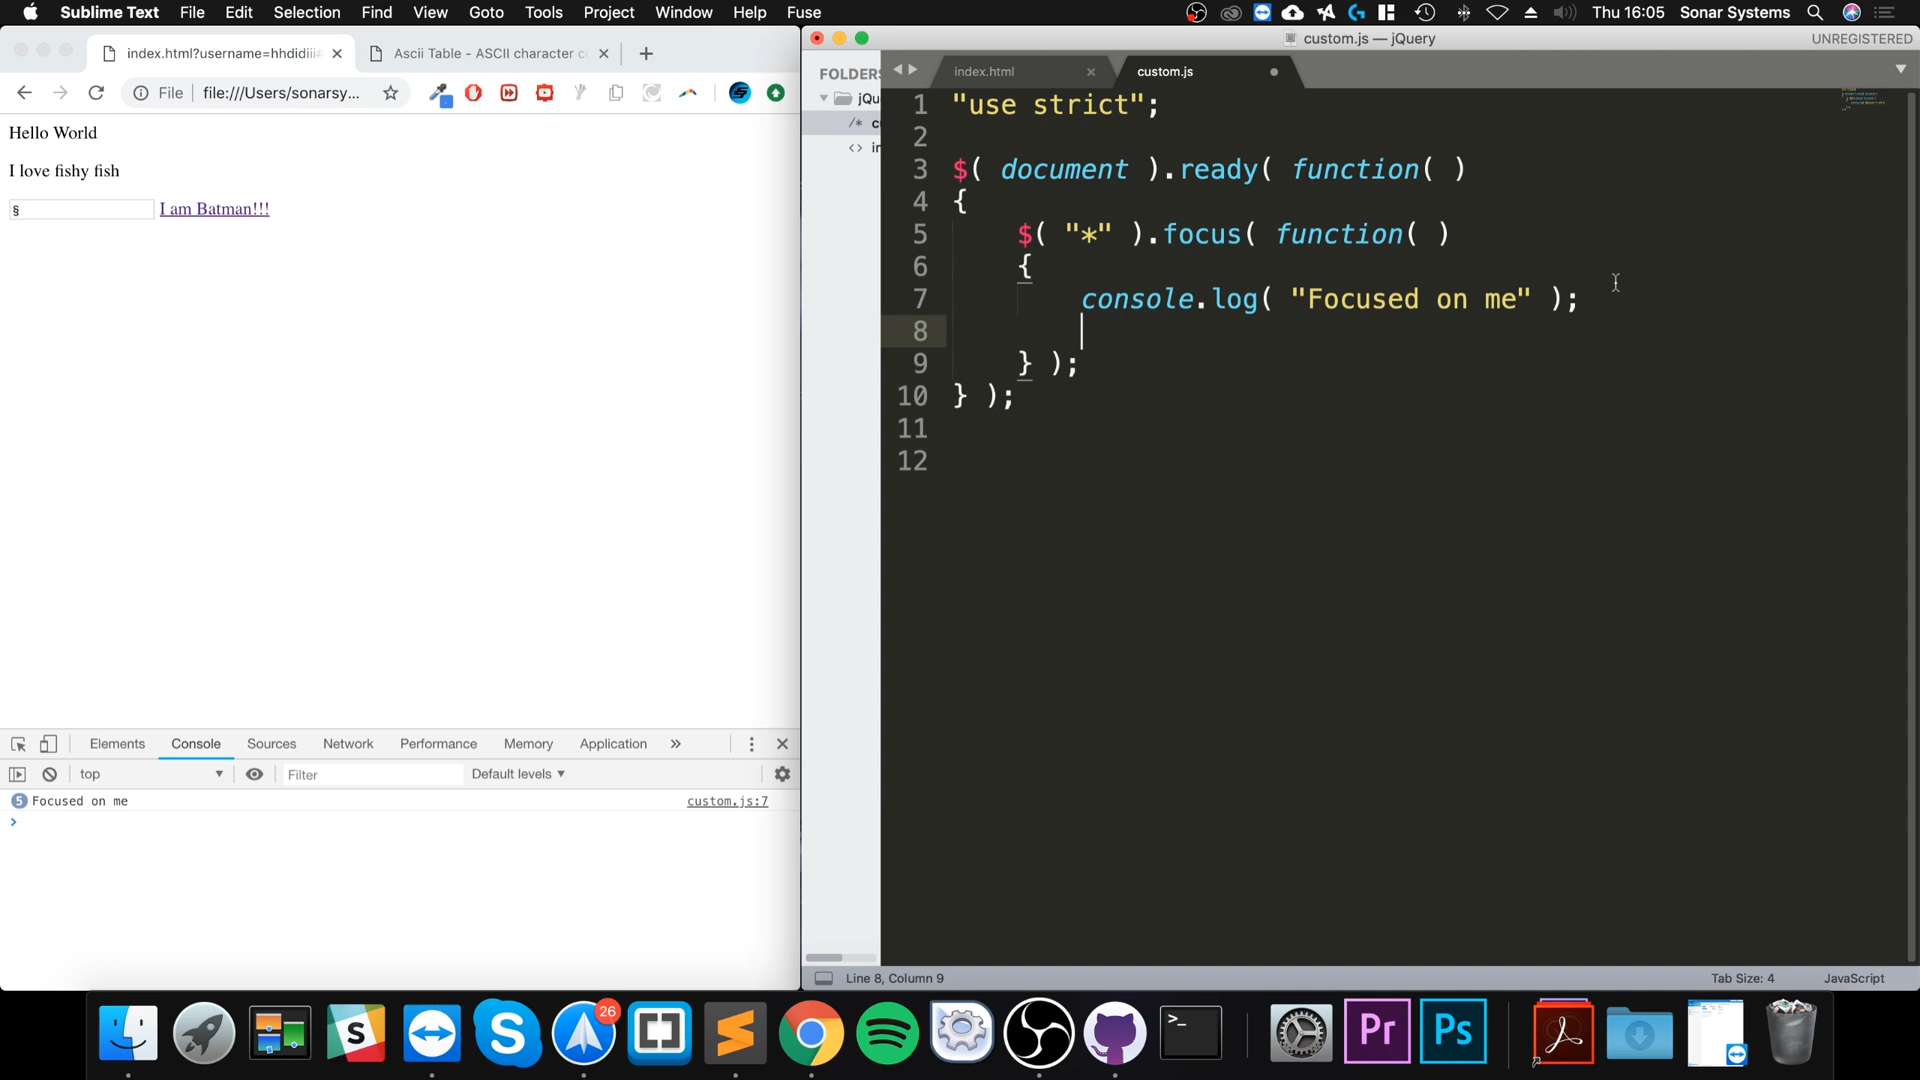 Sublime Text File Edit Selection Find View Goto Tools Project Window Help Fuse Thu 16:05 Sonar Systems
index.html?username=hhdidiii# Ascii Table - ASCII character c
File file:///Users/sonarsy...
Hello World
I love fishy fish
§ I am Batman!!!
Elements Console Sources Network Performance Memory Application »
top Filter Default levels ▼
5 Focused on me custom.js:7
>
custom.js — jQuery UNREGISTERED
FOLDERS index.html custom.js
jQu
/* cu
<> in
1 "use strict";
2
3 $( document ).ready( function( )
4 {
5 $( "*" ).focus( function( )
6 {
7 console.log( "Focused on me" );
8
9 } );
10 } );
11
12
Line 8, Column 9 Tab Size: 4 JavaScript
26
S
>_
Pr
Ps